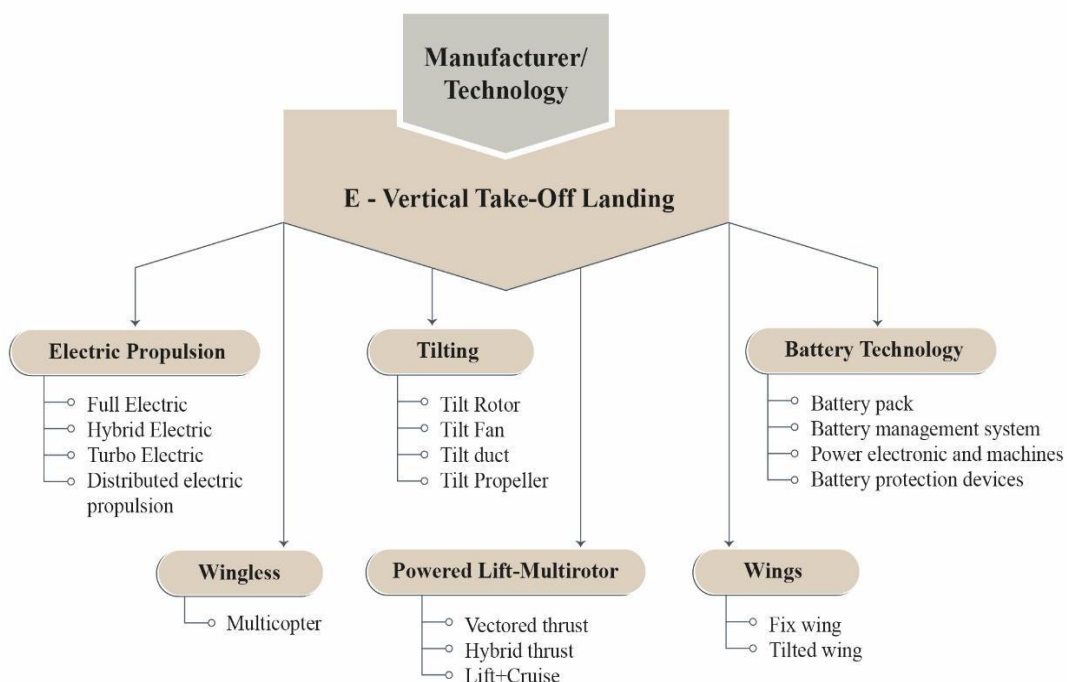 Manufacturer/
Technology
E - Vertical Take-Off Landing
Electric Propulsion
Full Electric
Hybrid Electric
Turbo Electric
Distributed electric
propulsion
Tilting
Tilt Rotor
Tilt Fan
Tilt duct
Tilt Propeller
Battery Technology
Battery pack
Battery management system
Power electronic and machines
Battery protection devices
Wingless
Multicopter
Powered Lift-Multirotor
Vectored thrust
Hybrid thrust
Lift+Cruise
Wings
Fix wing
Tilted wing